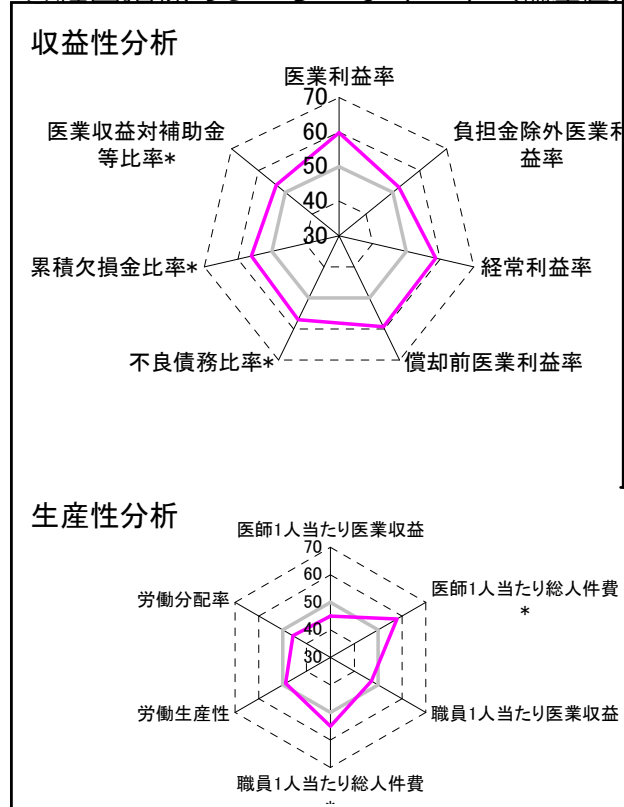 収益性分析
医業利益率
70
60
50
40
30
負担金除外医業利
益率
経常利益率
償却前医業利益率
不良債務比率*
累積欠損金比率*
医業収益対補助金
等比率*
生産性分析
医師1人当たり医業収益
70
60
50
40
30
医師1人当たり総人件費
*
職員1人当たり医業収益
職員1人当たり総人件費
*
労働生産性
労働分配率